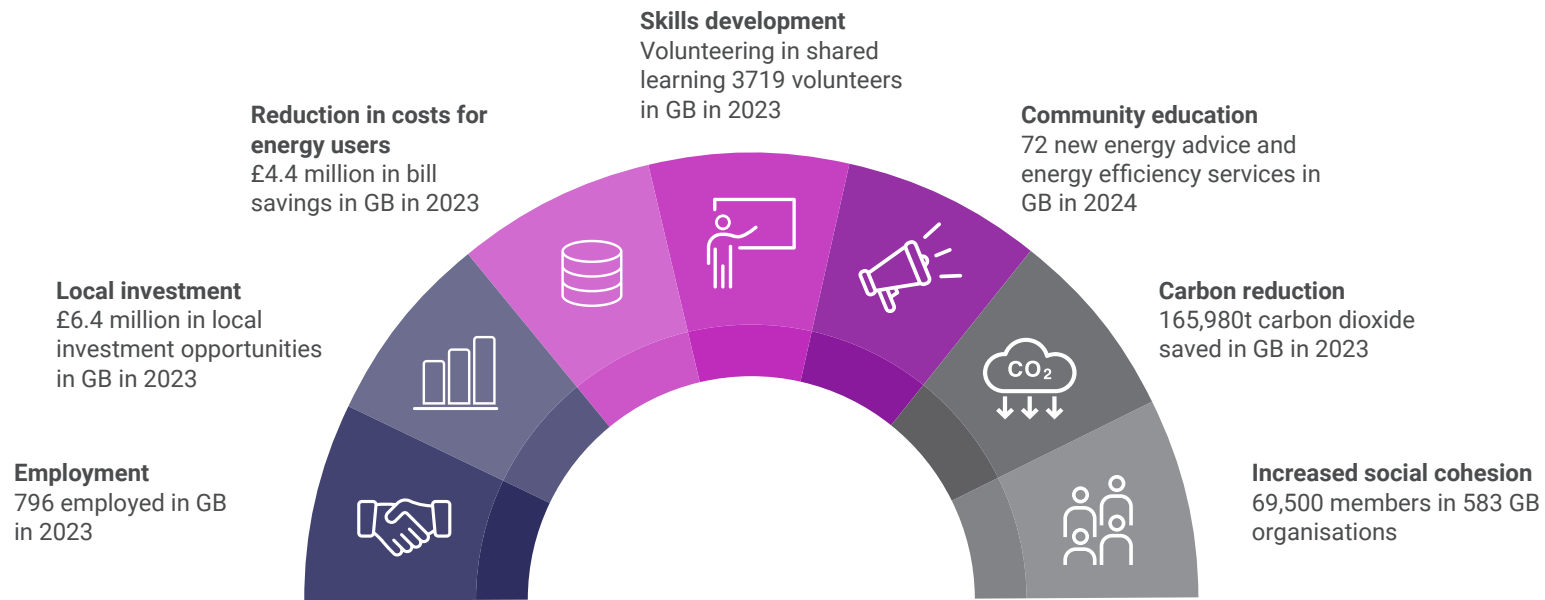 Skills development
Volunteering in shared
learning 3719 volunteers
in GB in 2023
Reduction in costs for
energy users
£4.4 million in bill
savings in GB in 2023
Community education
72 new energy advice and
energy efficiency services in
GB in 2024
Local investment
£6.4 million in local
investment opportunities
in GB in 2023
Carbon reduction
165,980t carbon dioxide
saved in GB in 2023
CO₂
Employment
796 employed in GB
in 2023
Increased social cohesion
69,500 members in 583 GB
organisations